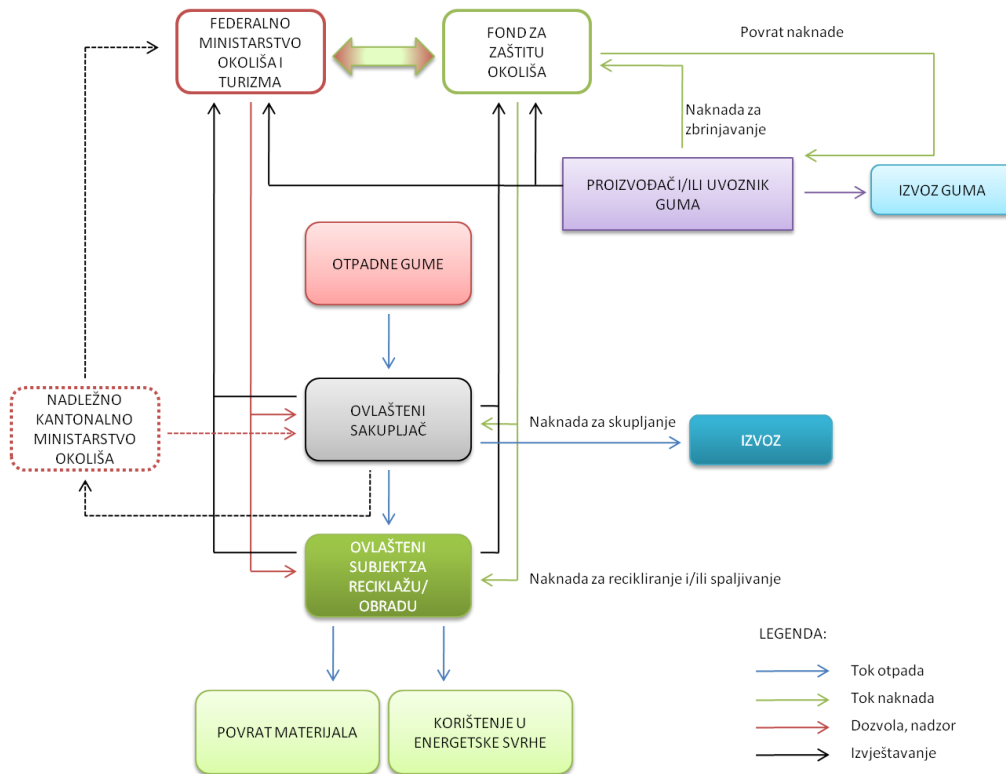 FEDERALNO
MINISTARSTVO
OKOLIŠA I
TURIZMA
FOND ZA
ZAŠTITU
OKOLIŠA
Povrat naknade
Naknada za
zbrinjavanje
PROIZVOĐAČ I/ILI UVOZNIK
GUMA
IZVOZ GUMA
OTPADNE GUME
NADLEŽNO
KANTONALNO
MINISTARSTVO
OKOLIŠA
OVLAŠTENI
SAKUPLJAČ
Naknada za skupljanje
IZVOZ
OVLAŠTENI
SUBJEKT ZA
RECIKLAŽU/
OBRADU
Naknada za recikliranje i/ili spaljivanje
POVRAT MATERIJALA
KORIŠTENJE U
ENERGETSKE SVRHE
LEGENDA:
Tok otpada
Tok naknada
Dozvola, nadzor
Izvještavanje